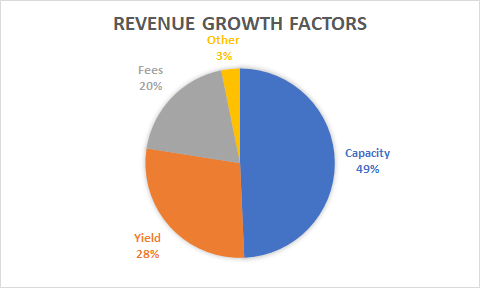 REVENUE GROWTH FACTORS
Other
3%
Fees
20%
Capacity
49%
Yield
28%